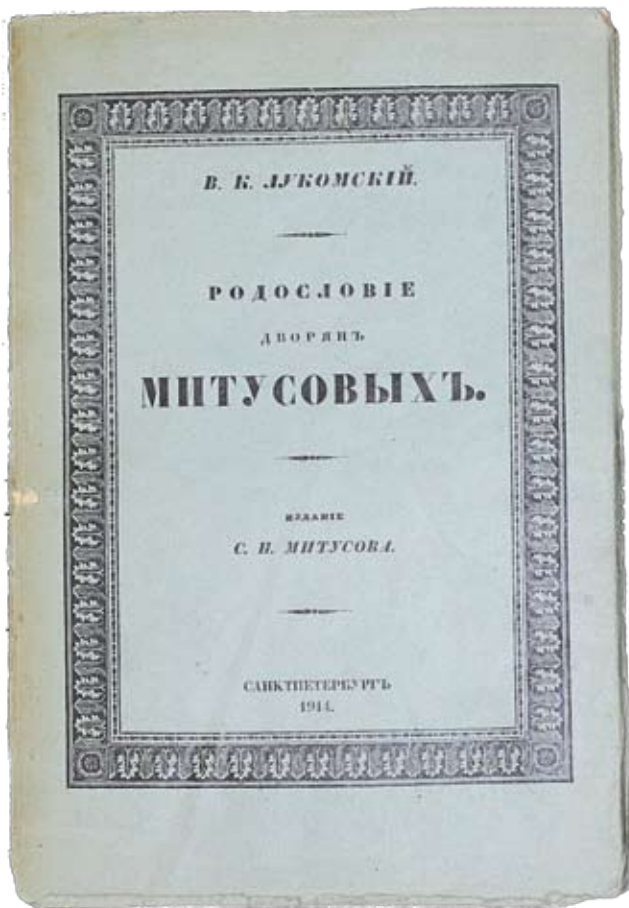 В. К. ЛУКОМСКІЙ.
РОДОСЛОВІЕ
ДВОРЯНЪ
МИТУСОВЫХЪ.
ИЗДАНІЕ
С. Н. МИТУСОВА.
САНКТПЕТЕРБУРГЪ
1914.